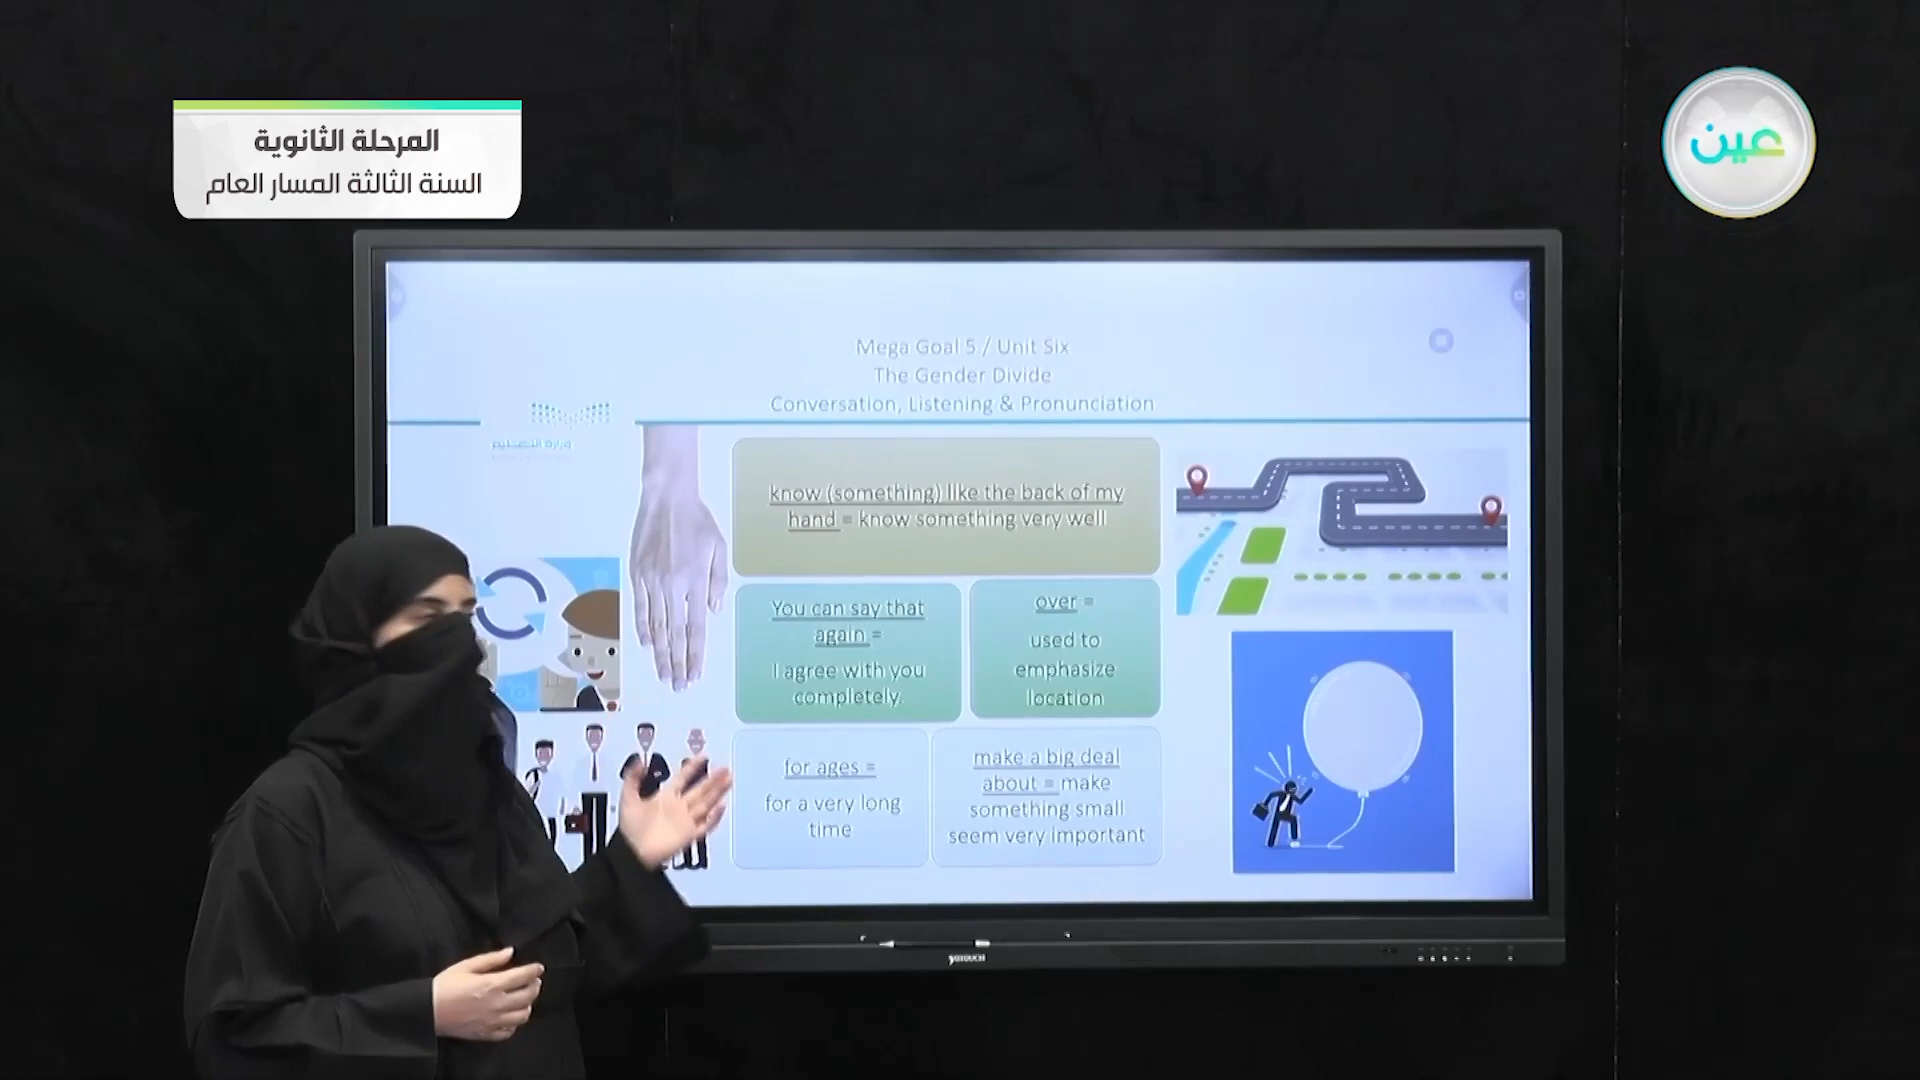 المرحلة الثانوية
السنة الثالثة المسار العام
عين
Mega Goal 5 / Unit Six
The Gender Divide
Conversation, Listening & Pronunciation
وزارة التعليم
know (something) like the back of my
hand = know something very well
You can say that
again =
I agree with you
completely.
over =
used to
emphasize
location
for ages =
for a very long
time
make a big deal
about = make
something small
seem very important